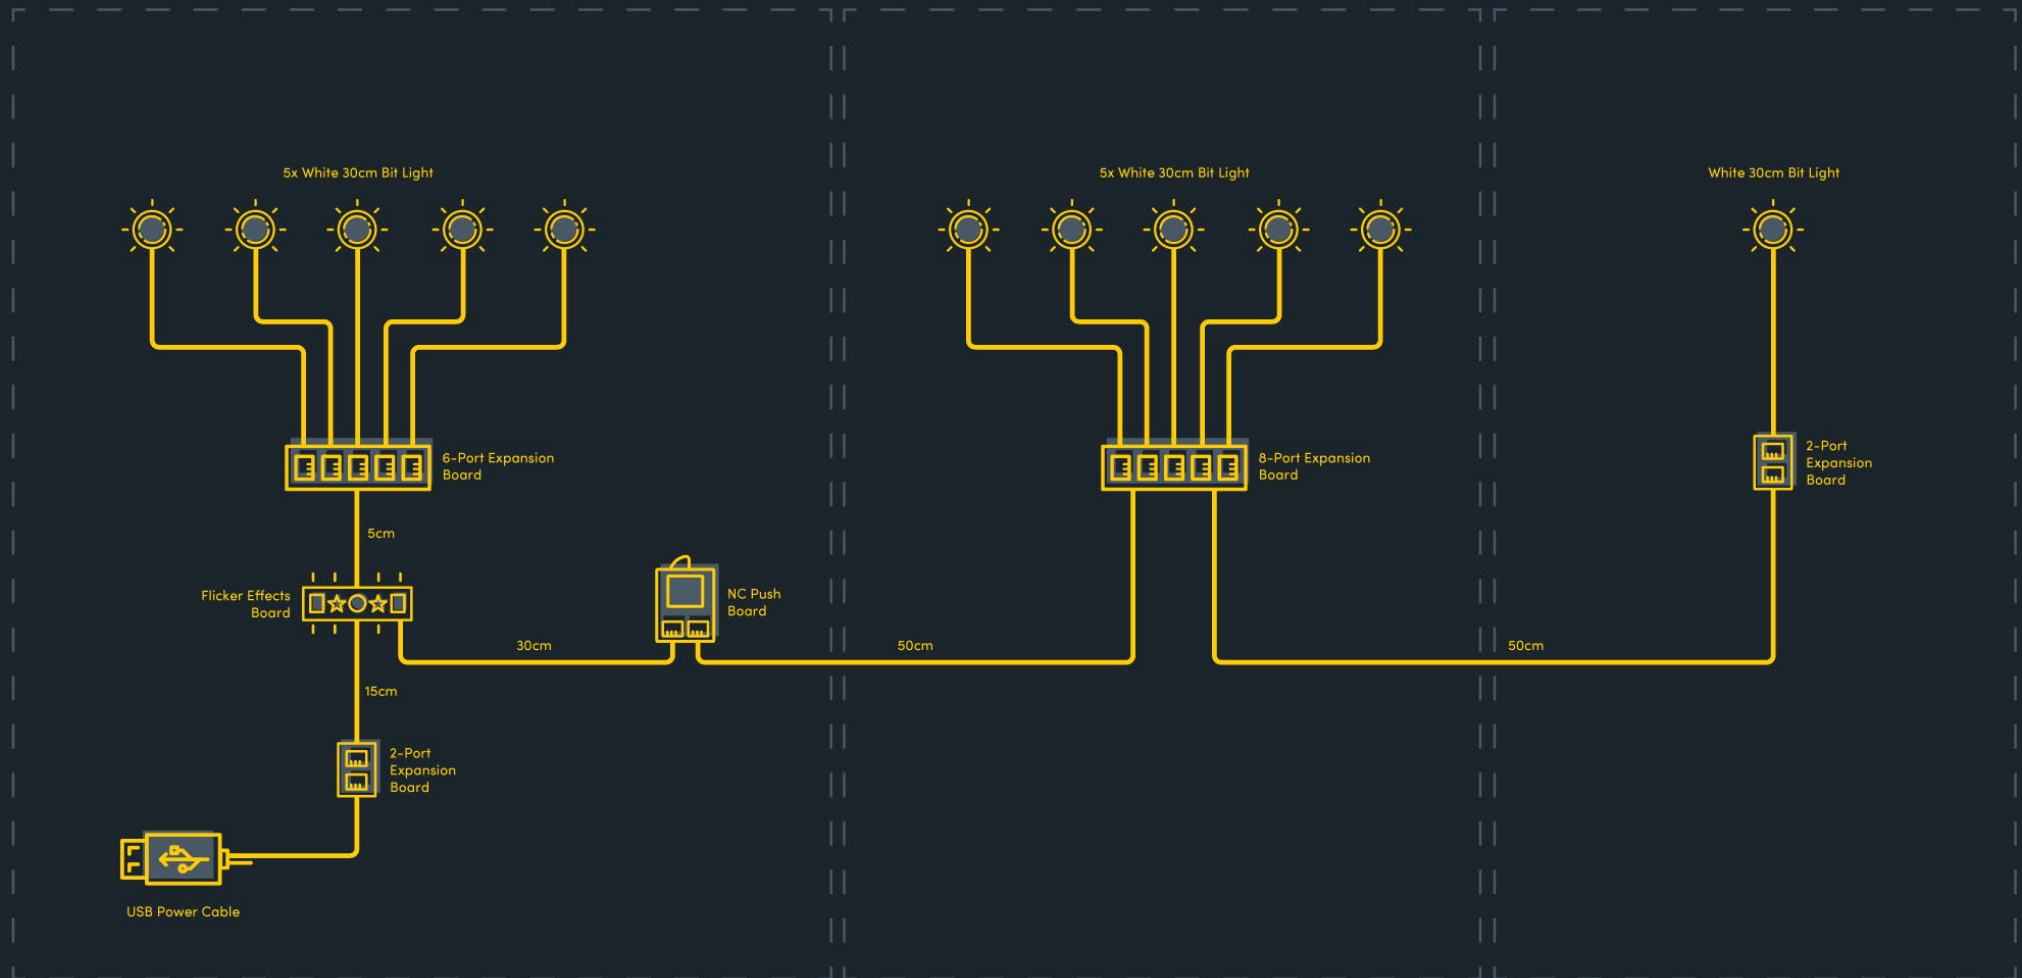 5x White 30cm Bit Light
5x White 30cm Bit Light
White 30cm Bit Light
6-Port Expansion
Board
8-Port Expansion
Board
2-Port
Expansion
Board
5cm
Flicker Effects
Board
NC Push
Board
30cm
50cm
50cm
15cm
2-Port
Expansion
Board
USB Power Cable